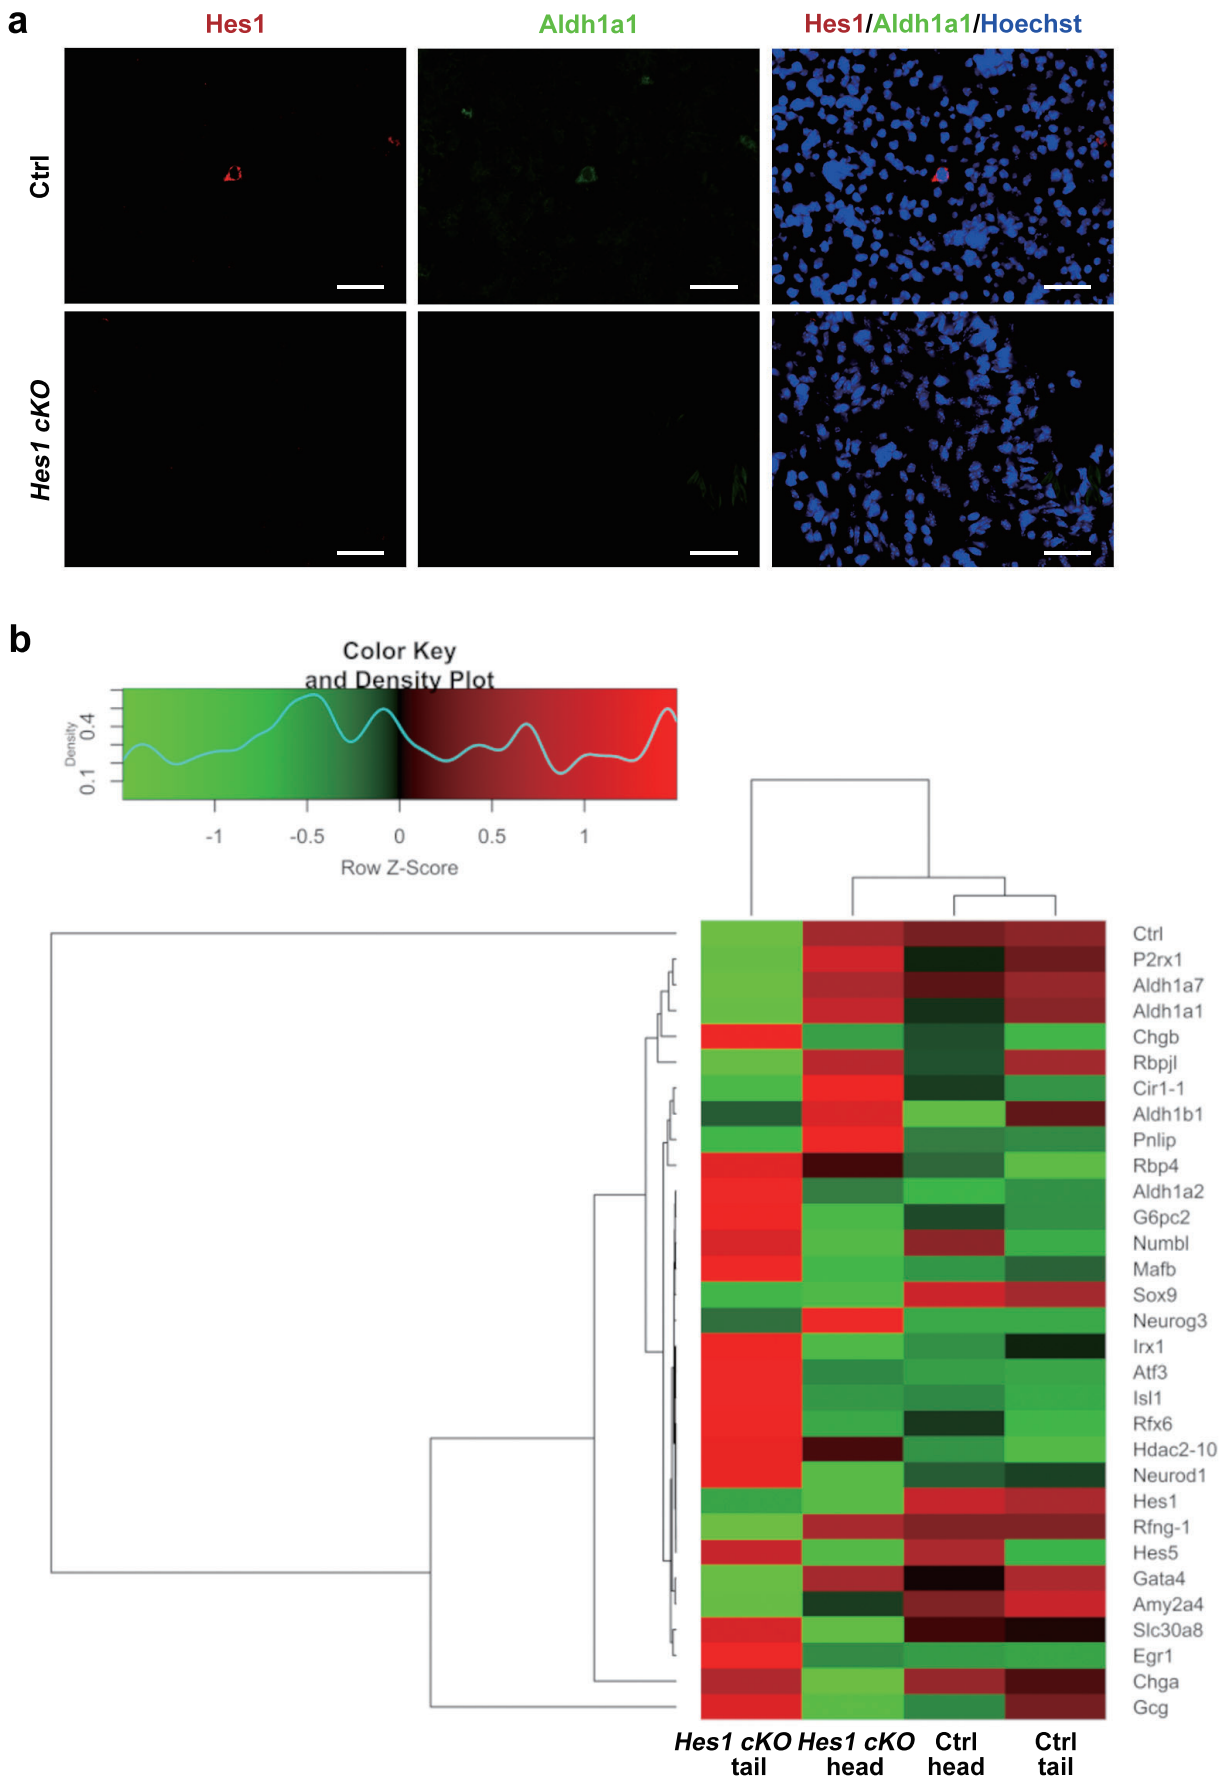 a
Hes1
Aldh1a1
Hes1/Aldh1a1/Hoechst
Ctrl
Hes1 cKO
b
Color Key
and Density Plot
Density
0.4
0.1
-1 -0.5 0 0.5 1
Row Z-Score
Ctrl
P2rx1
Aldh1a7
Aldh1a1
Chgb
Rbpjl
Cir1-1
Aldh1b1
Pnlip
Rbp4
Aldh1a2
G6pc2
Numbl
Mafb
Sox9
Neurog3
Irx1
Atf3
Isl1
Rfx6
Hdac2-10
Neurod1
Hes1
Rfng-1
Hes5
Gata4
Amy2a4
Slc30a8
Egr1
Chga
Gcg
Hes1 cKO Hes1 cKO Ctrl Ctrl
tail head head tail